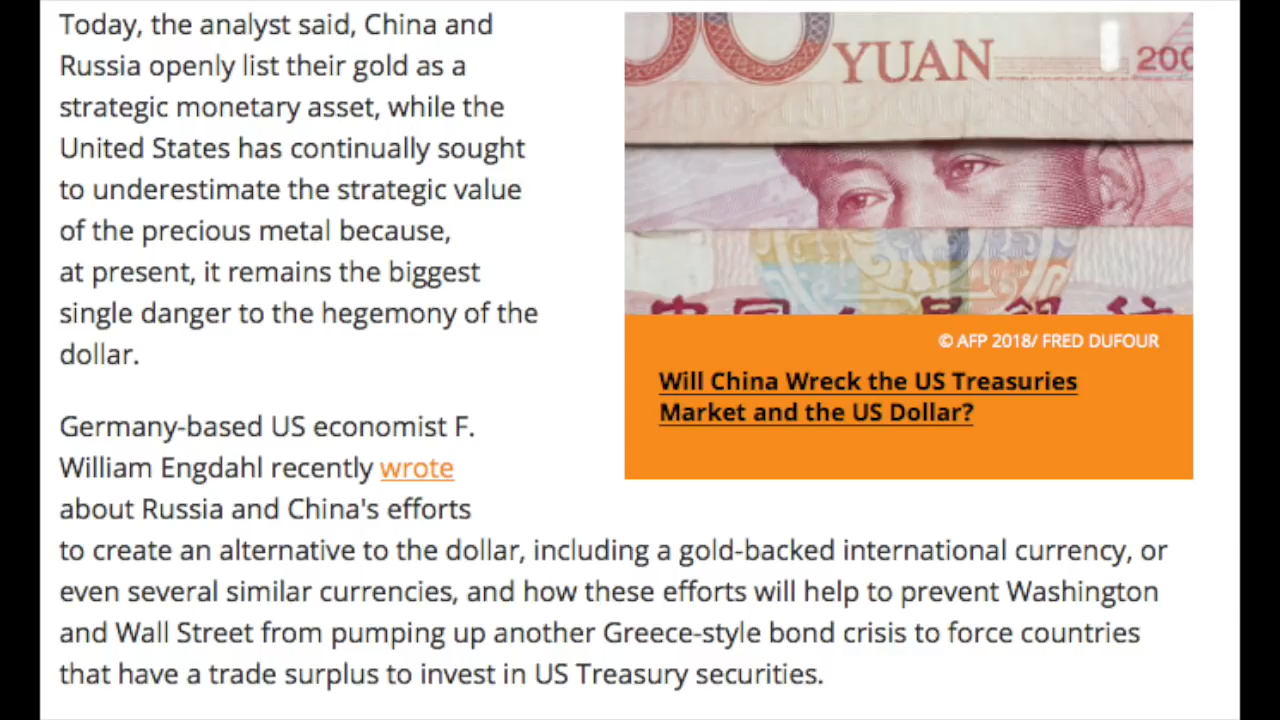 Today, the analyst said, China and
Russia openly list their gold as a
strategic monetary asset, while the
United States has continually sought
to underestimate the strategic value
of the precious metal because,
at present, it remains the biggest
single danger to the hegemony of the
dollar.
Germany-based US economist F.
William Engdahl recently wrote
about Russia and China's efforts
to create an alternative to the dollar, including a gold-backed international currency, or
even several similar currencies, and how these efforts will help to prevent Washington
and Wall Street from pumping up another Greece-style bond crisis to force countries
that have a trade surplus to invest in US Treasury securities.
YUAN
200
© AFP 2018/ FRED DUFOUR
Will China Wreck the US Treasuries
Market and the US Dollar?